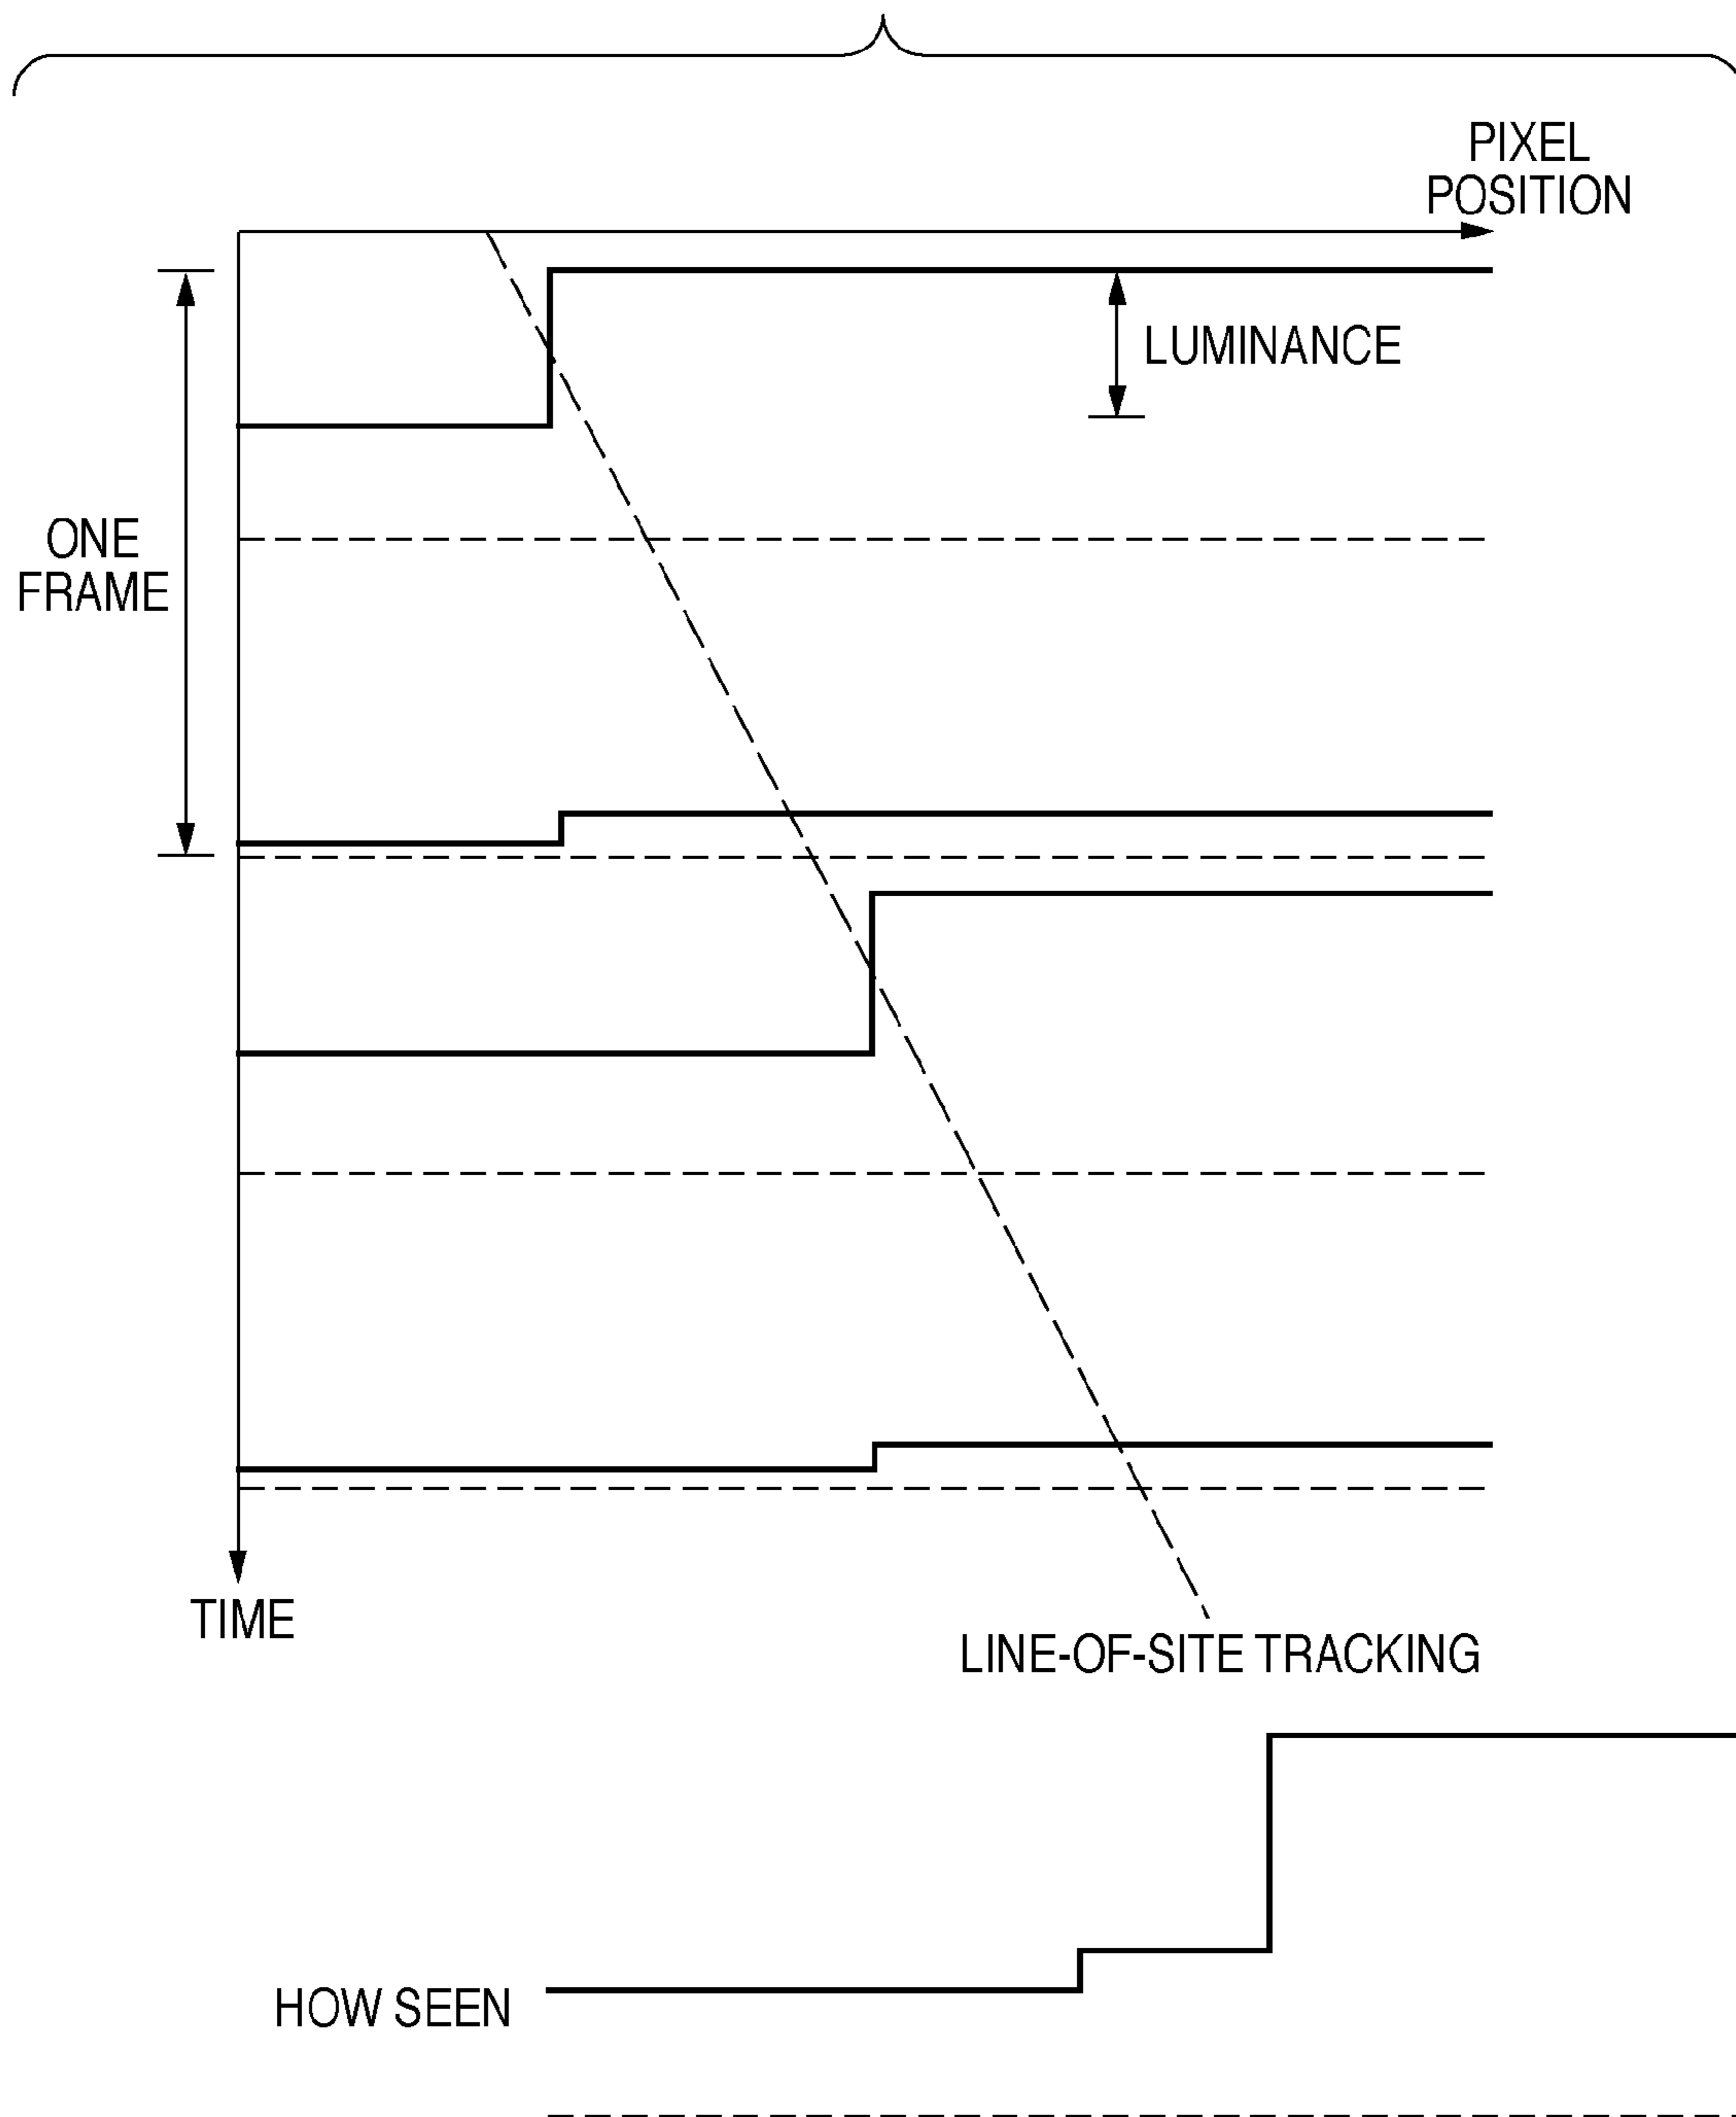 PIXEL
POSITION
LUMINANCE
ONE
FRAME
TIME
LINE-OF-SITE TRACKING
HOW SEEN